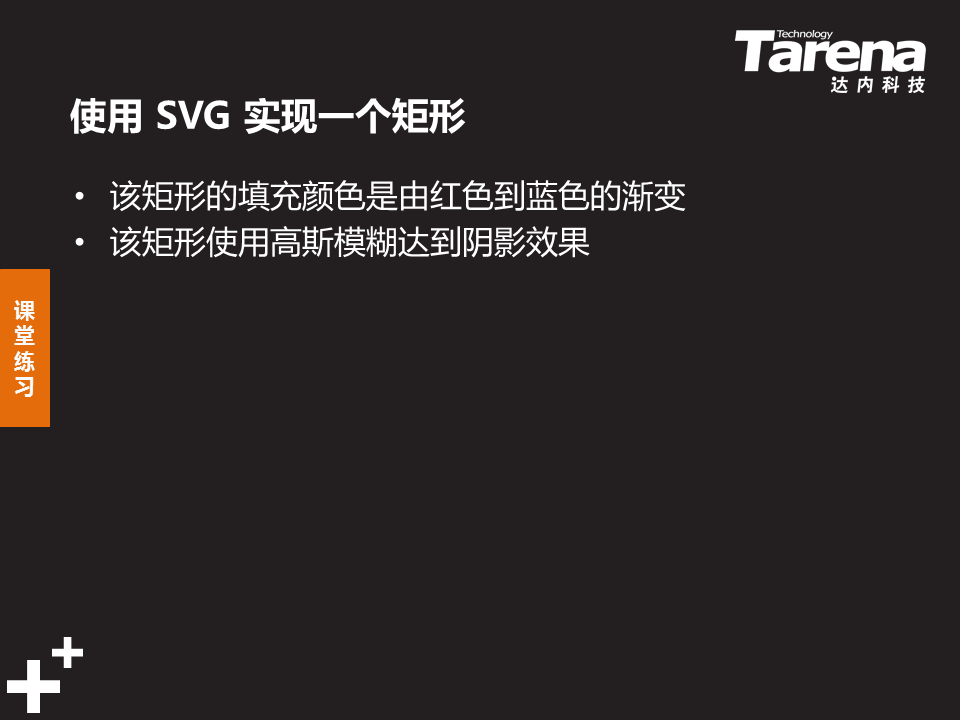 Technology
Tarena
达内科技
使用 SVG 实现一个矩形
• 该矩形的填充颜色是由红色到蓝色的渐变
• 该矩形使用高斯模糊达到阴影效果
课堂练习